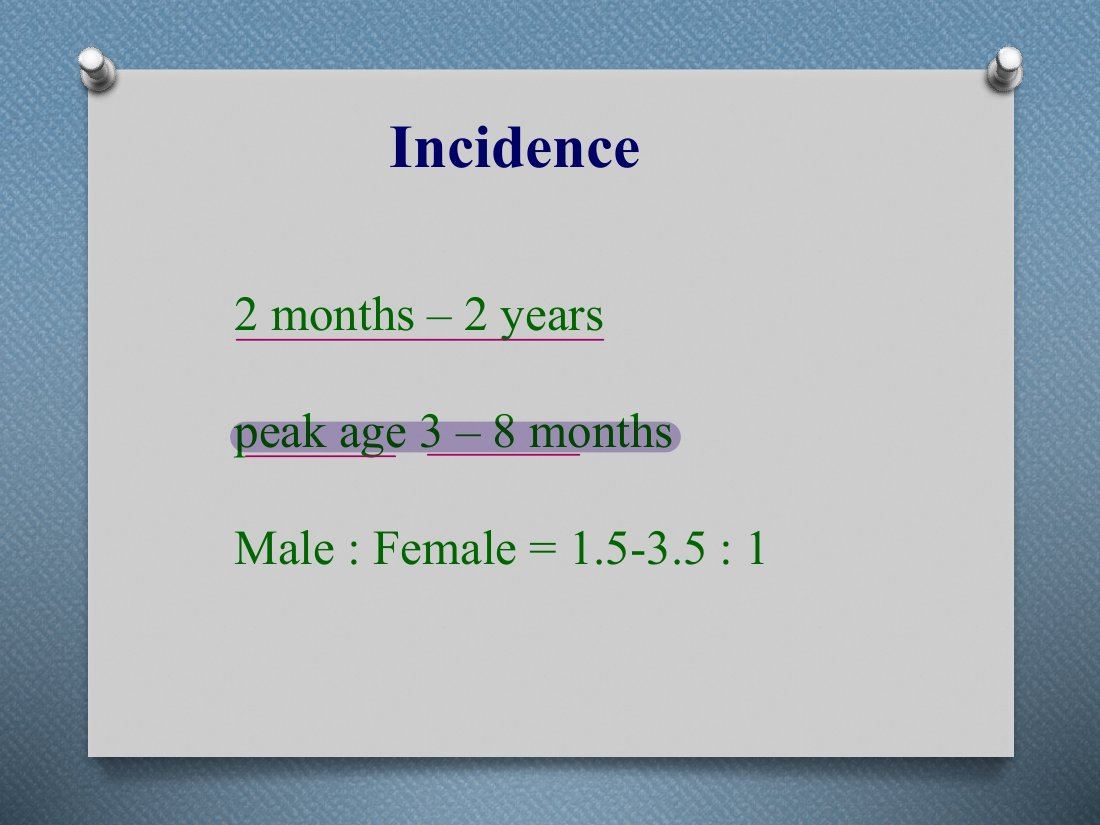 Incidence
2 months – 2 years
peak age 3 – 8 months
Male : Female = 1.5-3.5 : 1